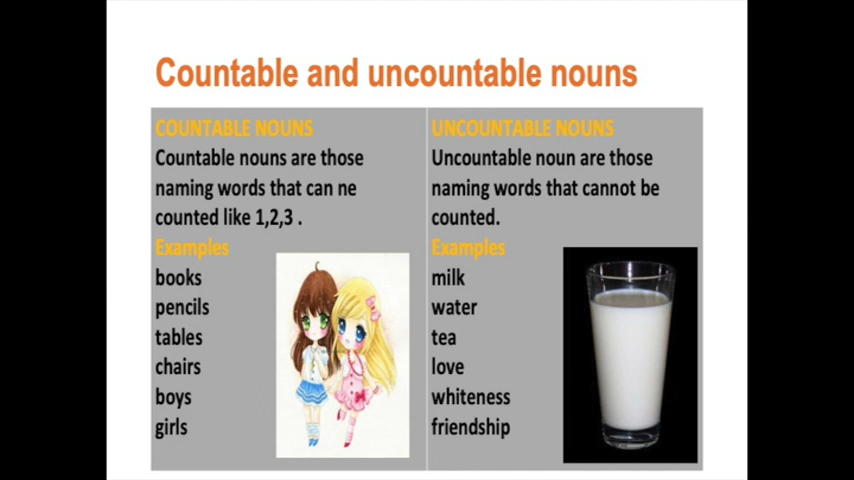 Countable and uncountable nouns
COUNTABLE NOUNS
Countable nouns are those
naming words that can ne
counted like 1,2,3 .
Examples
books
pencils
tables
chairs
boys
girls
UNCOUNTABLE NOUNS
Uncountable noun are those
naming words that cannot be
counted.
Examples
milk
water
tea
love
whiteness
friendship